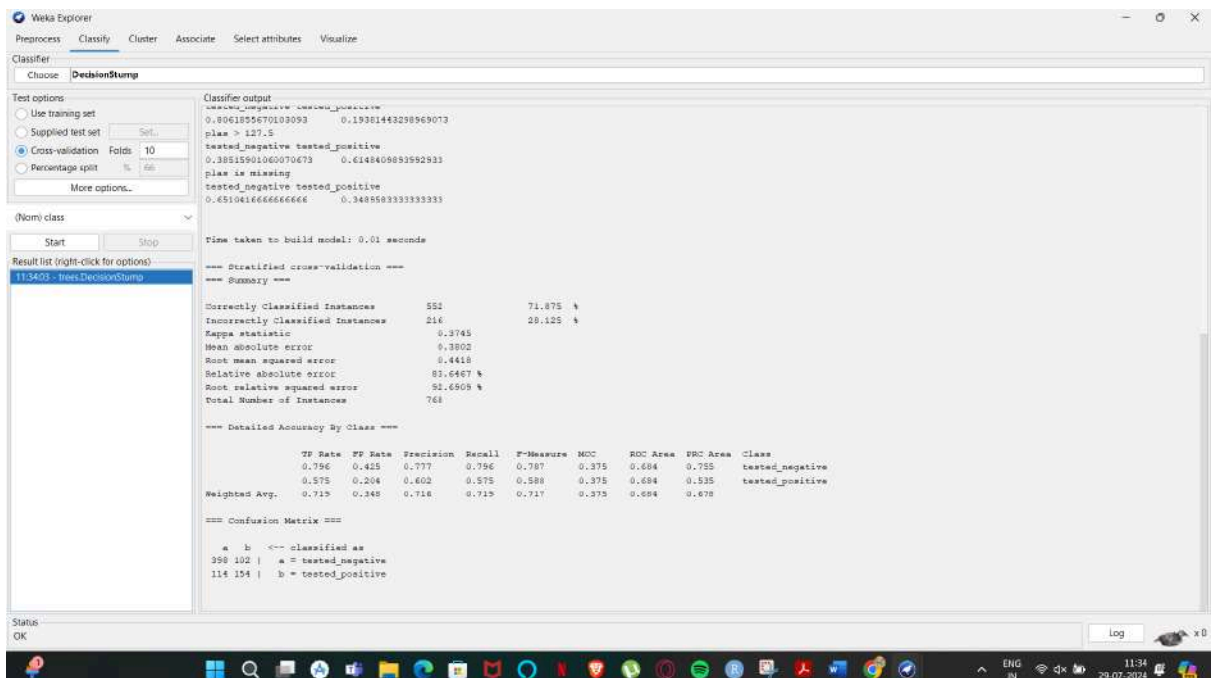 Weka Explorer
Preprocess Classify Cluster Associate Select attributes Visualize
Classifier
Choose DecisionStump
Test options
Use training set
Supplied test set Set...
Cross-validation Folds 10
Percentage split % 66
More options...
(Nom) class
Start Stop
Result list (right-click for options)
11:34:03 - trees.DecisionStump
Classifier output
tested_negative tested_positive
0.8061855670103093 0.19381443298969073
plas > 127.5
tested_negative tested_positive
0.38515901060070673 0.6148409893992933
plas is missing
tested_negative tested_positive
0.6510416666666666 0.3489583333333333
Time taken to build model: 0.01 seconds
=== Stratified cross-validation ===
=== Summary ===
Correctly Classified Instances 552 71.875 %
Incorrectly Classified Instances 216 28.125 %
Kappa statistic 0.3745
Mean absolute error 0.3802
Root mean squared error 0.4418
Relative absolute error 83.6467 %
Root relative squared error 92.6909 %
Total Number of Instances 768
=== Detailed Accuracy By Class ===
TP Rate FP Rate Precision Recall F-Measure MCC ROC Area PRC Area Class
0.796 0.425 0.777 0.796 0.787 0.375 0.684 0.755 tested_negative
0.575 0.204 0.602 0.575 0.588 0.375 0.684 0.535 tested_positive
Weighted Avg. 0.719 0.348 0.716 0.719 0.717 0.375 0.684 0.678
=== Confusion Matrix ===
a b <-- classified as
398 102 | a = tested_negative
114 154 | b = tested_positive
Status
OK
Log x 0
ENG
IN
11:34
29-07-2024